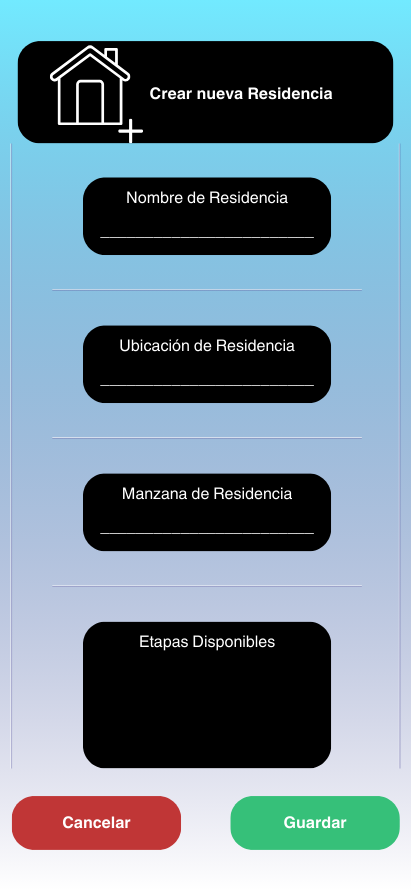 Crear nueva Residencia
Nombre de Residencia
Ubicación de Residencia
Manzana de Residencia
Etapas Disponibles
Cancelar
Guardar